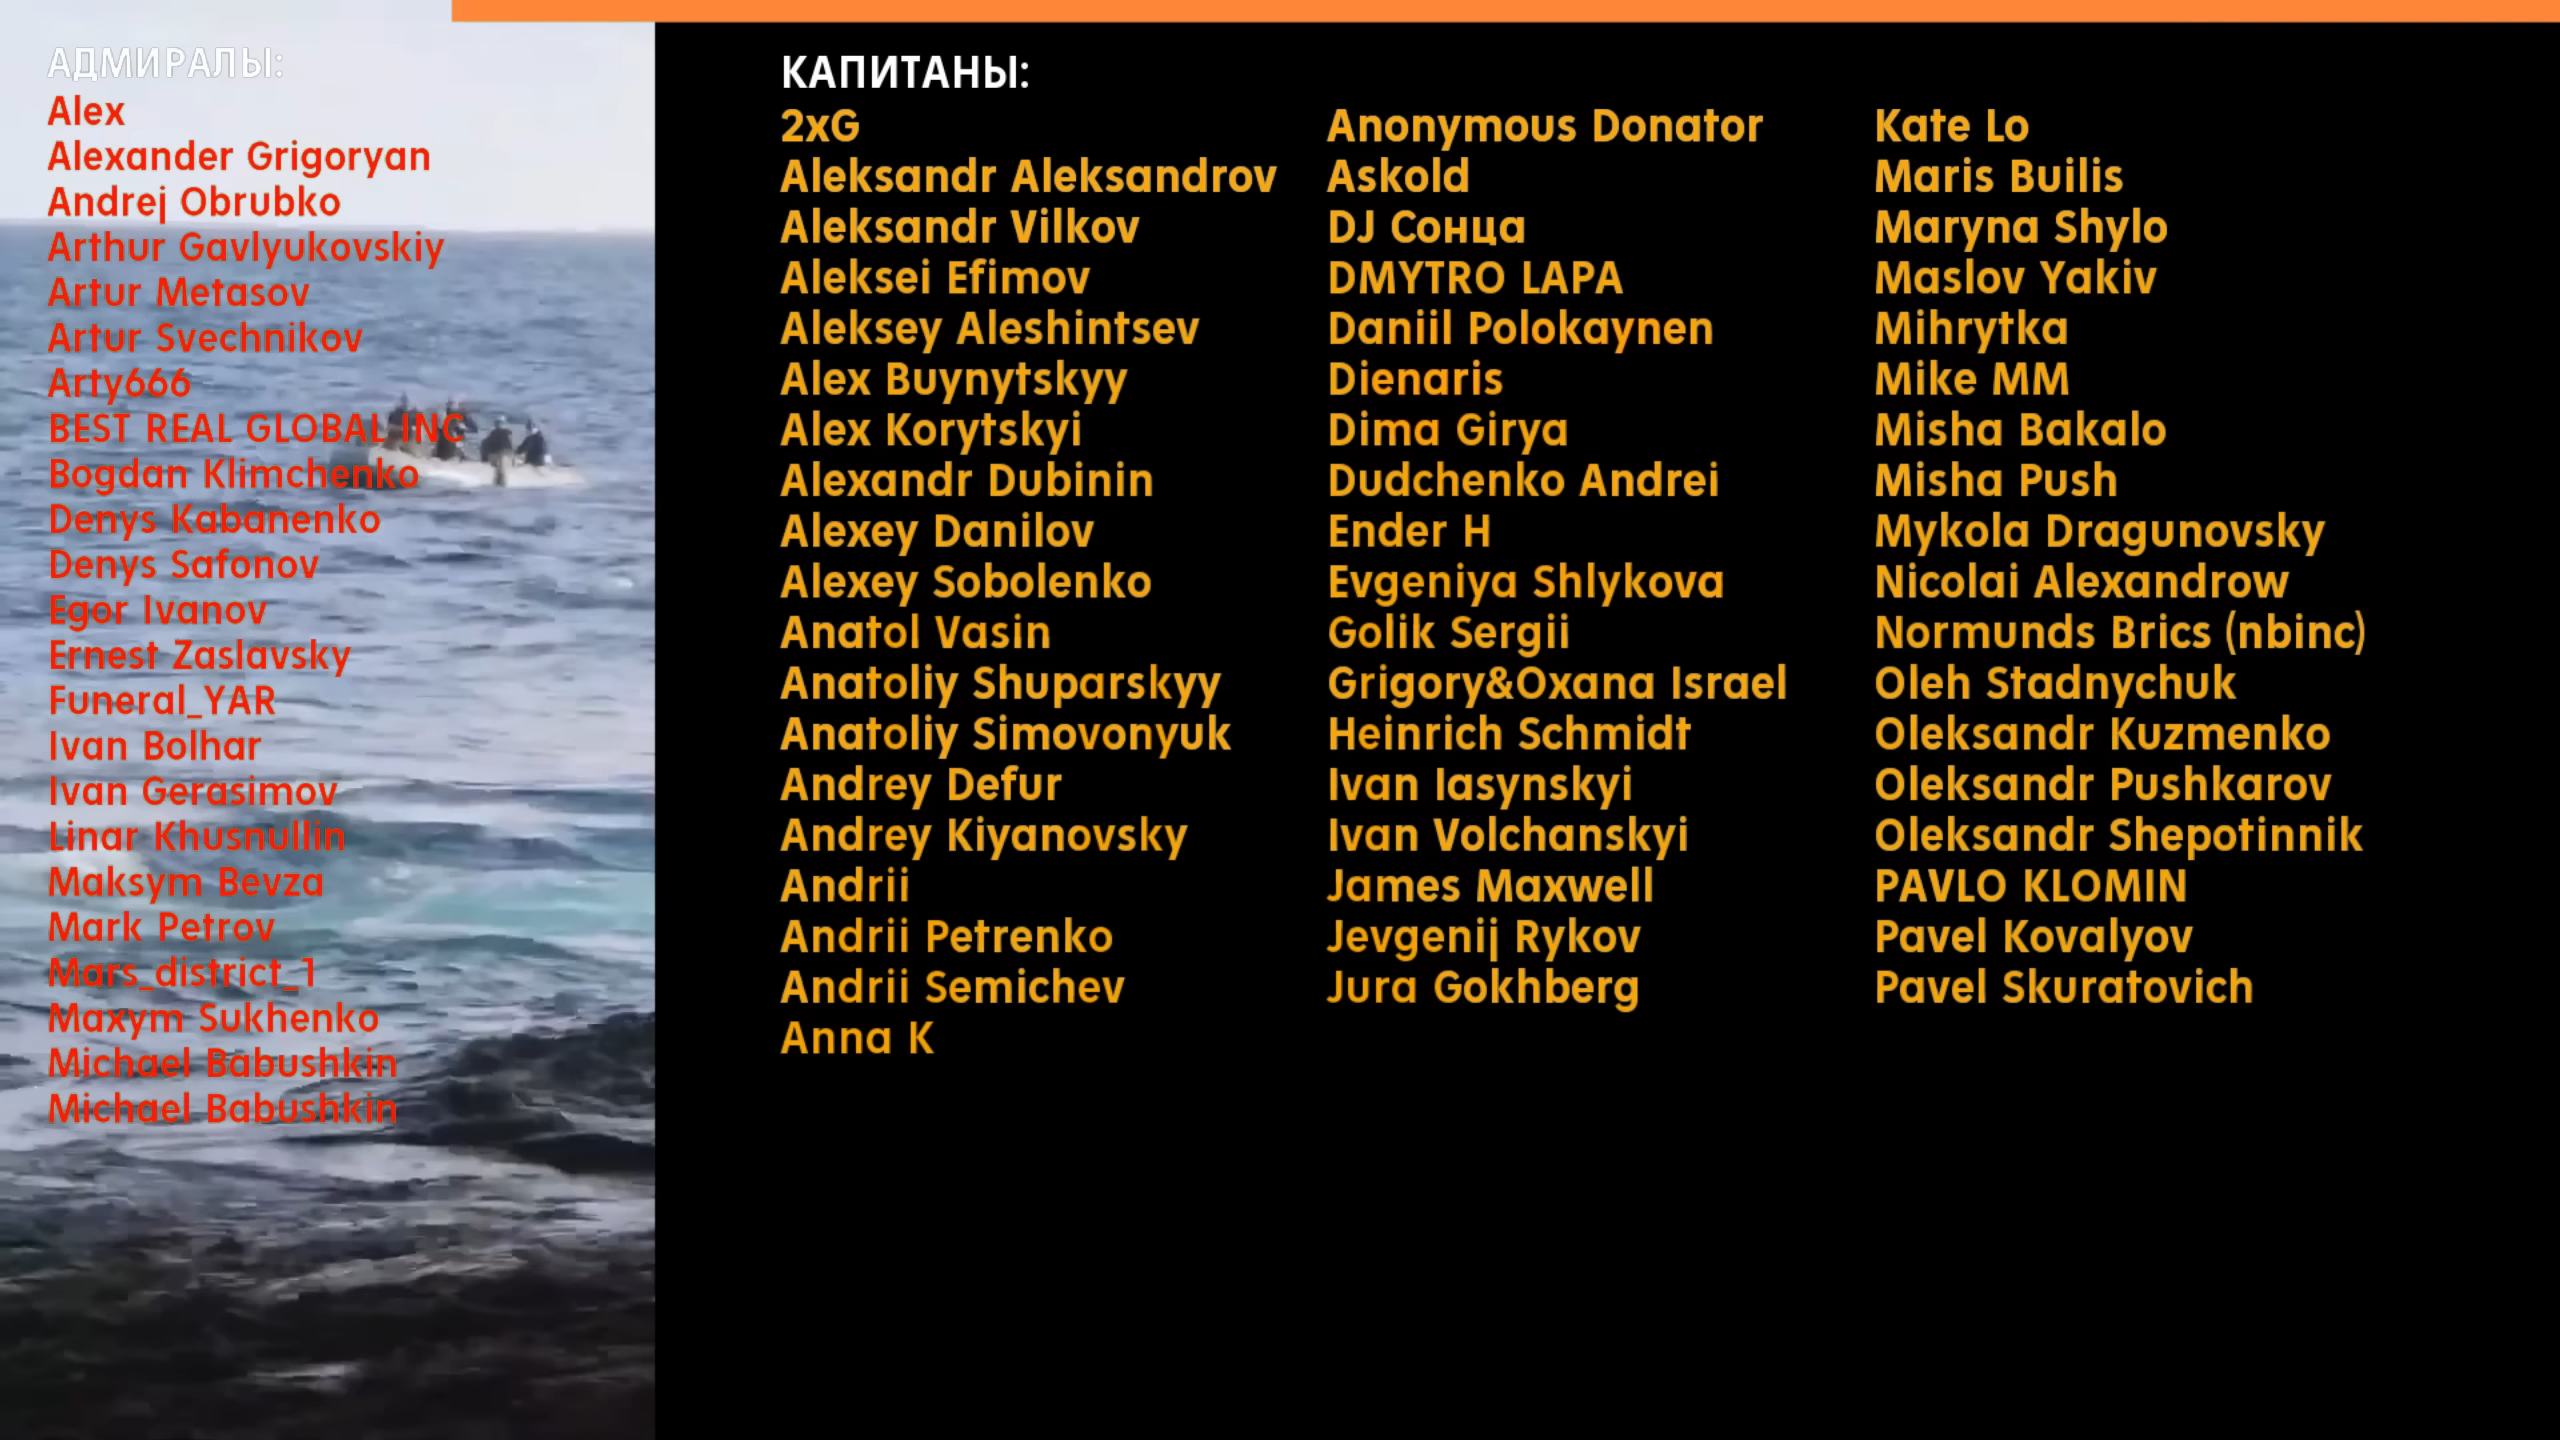 АДМИРАЛЫ:
Alex
Alexander Grigoryan
Andrej Obrubko
Arthur Gavlyukovskiy
Artur Metasov
Artur Svechnikov
Arty666
BEST REAL GLOBAL INC
Bogdan Klimchenko
Denys Kabanenko
Denys Safonov
Egor Ivanov
Ernest Zaslavsky
Funeral_YAR
Ivan Bolhar
Ivan Gerasimov
Linar Khusnullin
Maksym Bevza
Mark Petrov
Mars_district_1
Maxym Sukhenko
Michael Babushkin
Michael Babushkin
КАПИТАНЫ:
2xG
Aleksandr Aleksandrov
Aleksandr Vilkov
Aleksei Efimov
Aleksey Aleshintsev
Alex Buynytskyy
Alex Korytskyi
Alexandr Dubinin
Alexey Danilov
Alexey Sobolenko
Anatol Vasin
Anatoliy Shuparskyy
Anatoliy Simovonyuk
Andrey Defur
Andrey Kiyanovsky
Andrii
Andrii Petrenko
Andrii Semichev
Anna K
Anonymous Donator
Askold
DJ Сонца
DMYTRO LAPA
Daniil Polokaynen
Dienaris
Dima Girya
Dudchenko Andrei
Ender H
Evgeniya Shlykova
Golik Sergii
Grigory&Oxana Israel
Heinrich Schmidt
Ivan Iasynskyi
Ivan Volchanskyi
James Maxwell
Jevgenij Rykov
Jura Gokhberg
Kate Lo
Maris Builis
Maryna Shylo
Maslov Yakiv
Mihrytka
Mike MM
Misha Bakalo
Misha Push
Mykola Dragunovsky
Nicolai Alexandrow
Normunds Brics (nbinc)
Oleh Stadnychuk
Oleksandr Kuzmenko
Oleksandr Pushkarov
Oleksandr Shepotinnik
PAVLO KLOMIN
Pavel Kovalyov
Pavel Skuratovich